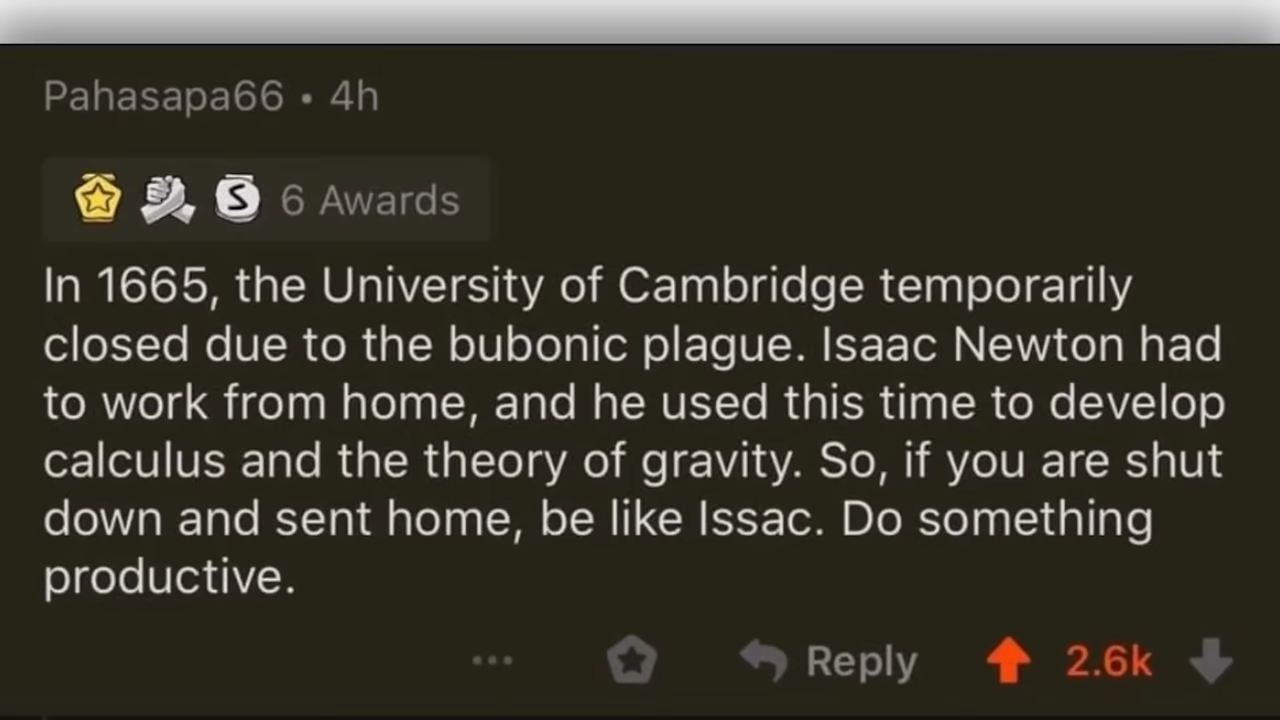 Pahasapa66 • 4h
6 Awards
In 1665, the University of Cambridge temporarily
closed due to the bubonic plague. Isaac Newton had
to work from home, and he used this time to develop
calculus and the theory of gravity. So, if you are shut
down and sent home, be like Issac. Do something
productive.
Reply 2.6k